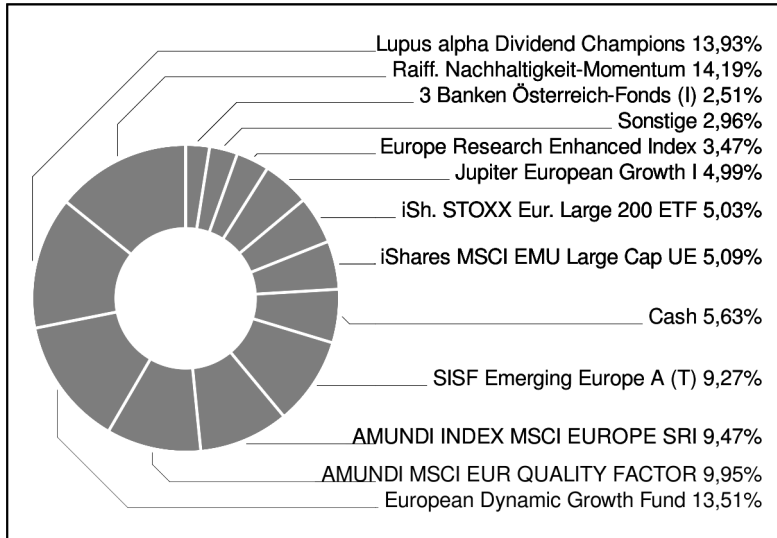 Lupus alpha Dividend Champions 13,93%
Raiff. Nachhaltigkeit-Momentum 14,19%
3 Banken Österreich-Fonds (I) 2,51%
Sonstige 2,96%
Europe Research Enhanced Index 3,47%
Jupiter European Growth I 4,99%
iSh. STOXX Eur. Large 200 ETF 5,03%
iShares MSCI EMU Large Cap UE 5,09%
Cash 5,63%
SISF Emerging Europe A (T) 9,27%
AMUNDI INDEX MSCI EUROPE SRI 9,47%
AMUNDI MSCI EUR QUALITY FACTOR 9,95%
European Dynamic Growth Fund 13,51%